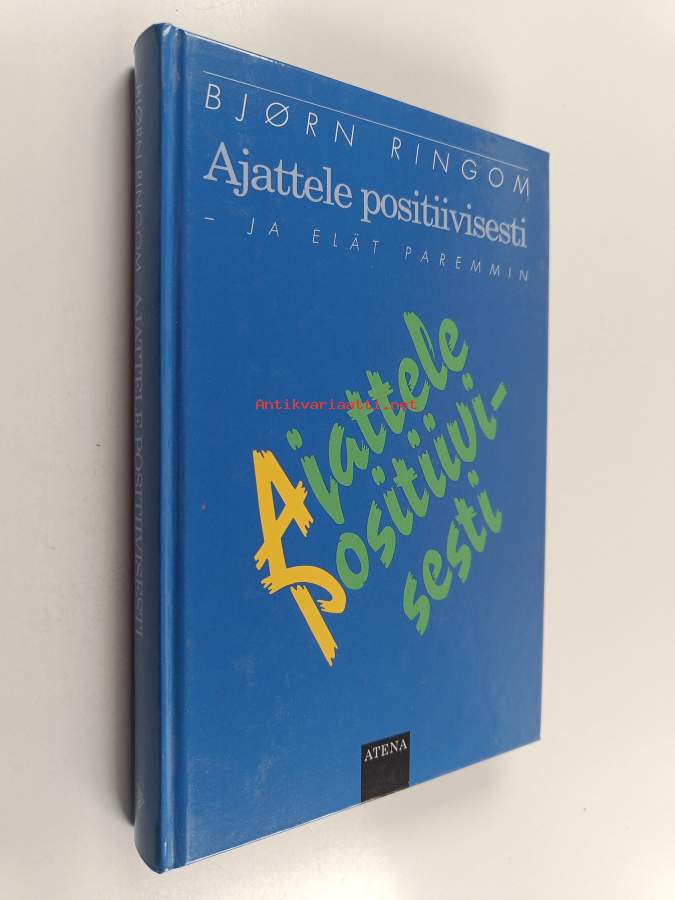 BJØRN RINGOM
Ajattele positiivisesti
– JA ELÄT PAREMMIN
Ajattele
positiivi-
sesti
Antikvariaatti.net
ATENA
BJØRN RINGOM AJATTELE POSITIIVISESTI